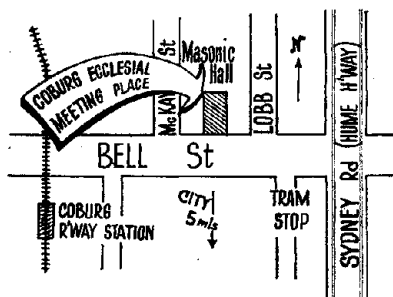 COBURG ECCLESIAL
MEETING PLACE
McKAY St
Masonic
Hall
LOBB St
N
SYDNEY Rd (HUME H'WAY)
BELL St
COBURG
R'WAY STATION
CITY
5 mls
TRAM
STOP